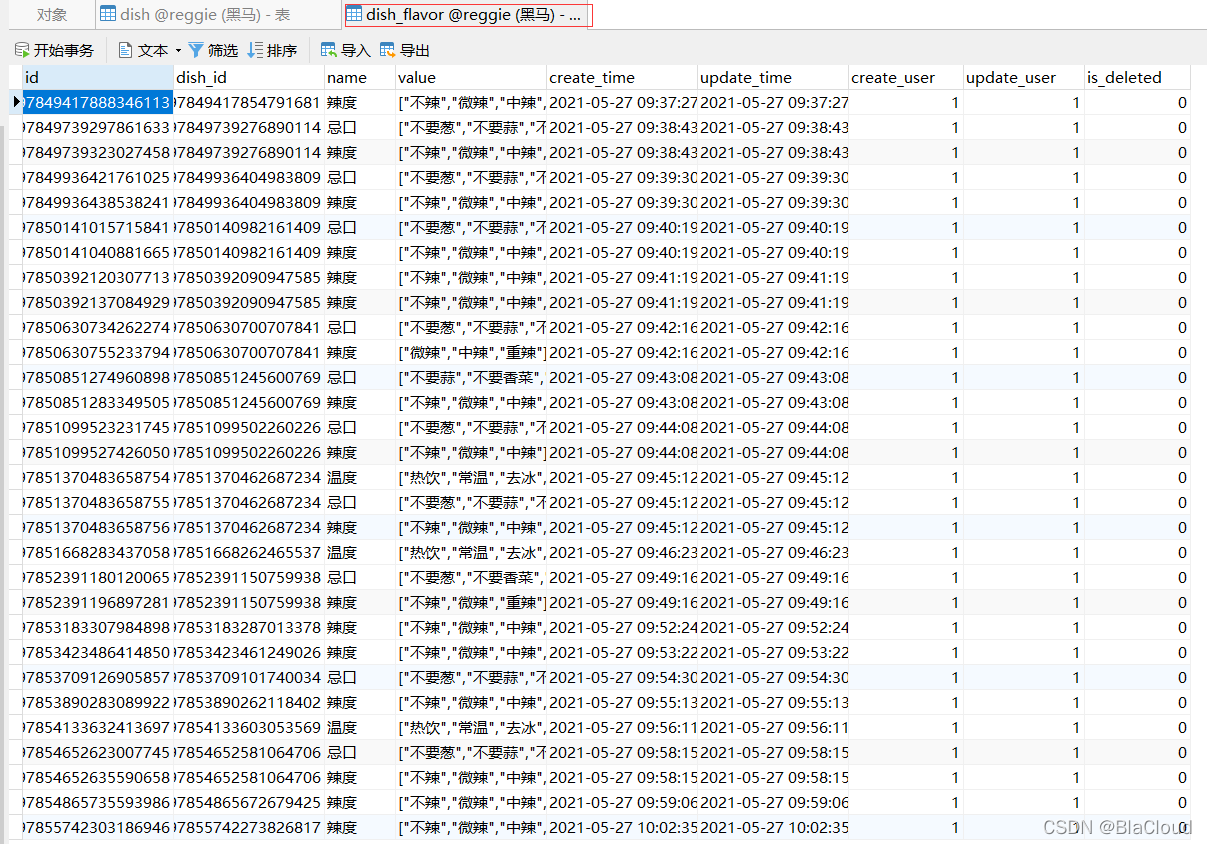 对象 dish @reggie (黑马) - 表 dish_flavor @reggie (黑马) - ...
开始事务 文本 筛选 排序 导入 导出
id dish_id name value create_time update_time create_user update_user is_deleted
97849417888346113 97849417854791681 辣度 ["不辣","微辣","中辣", 2021-05-27 09:37:27 2021-05-27 09:37:27 1 1 0
97849739297861633 97849739276890114 忌口 ["不要葱","不要蒜","不 2021-05-27 09:38:43 2021-05-27 09:38:43 1 1 0
97849739323027458 97849739276890114 辣度 ["不辣","微辣","中辣", 2021-05-27 09:38:43 2021-05-27 09:38:43 1 1 0
97849936421761025 97849936404983809 忌口 ["不要葱","不要蒜","不 2021-05-27 09:39:30 2021-05-27 09:39:30 1 1 0
97849936438538241 97849936404983809 辣度 ["不辣","微辣","中辣", 2021-05-27 09:39:30 2021-05-27 09:39:30 1 1 0
97850141015715841 97850140982161409 忌口 ["不要葱","不要蒜","不 2021-05-27 09:40:19 2021-05-27 09:40:19 1 1 0
97850141040881665 97850140982161409 辣度 ["不辣","微辣","中辣", 2021-05-27 09:40:19 2021-05-27 09:40:19 1 1 0
97850392120307713 97850392090947585 辣度 ["不辣","微辣","中辣", 2021-05-27 09:41:19 2021-05-27 09:41:19 1 1 0
97850392137084929 97850392090947585 辣度 ["不辣","微辣","中辣", 2021-05-27 09:41:19 2021-05-27 09:41:19 1 1 0
97850630734262274 97850630700707841 忌口 ["不要葱","不要蒜","不 2021-05-27 09:42:16 2021-05-27 09:42:16 1 1 0
97850630755233794 97850630700707841 辣度 ["微辣","中辣","重辣"] 2021-05-27 09:42:16 2021-05-27 09:42:16 1 1 0
97850851274960898 97850851245600769 忌口 ["不要蒜","不要香菜", 2021-05-27 09:43:08 2021-05-27 09:43:08 1 1 0
97850851283349505 97850851245600769 辣度 ["不辣","微辣","中辣", 2021-05-27 09:43:08 2021-05-27 09:43:08 1 1 0
97851099523231745 97851099502260226 忌口 ["不要葱","不要蒜","不 2021-05-27 09:44:08 2021-05-27 09:44:08 1 1 0
97851099527426050 97851099502260226 辣度 ["不辣","微辣","中辣" 2021-05-27 09:44:08 2021-05-27 09:44:08 1 1 0
97851370483658754 97851370462687234 温度 ["热饮","常温","去冰", 2021-05-27 09:45:12 2021-05-27 09:45:12 1 1 0
97851370483658755 97851370462687234 忌口 ["不要葱","不要蒜","不 2021-05-27 09:45:12 2021-05-27 09:45:12 1 1 0
97851370483658756 97851370462687234 辣度 ["不辣","微辣","中辣", 2021-05-27 09:45:12 2021-05-27 09:45:12 1 1 0
97851668283437058 97851668262465537 温度 ["热饮","常温","去冰", 2021-05-27 09:46:23 2021-05-27 09:46:23 1 1 0
97852391180120065 97852391150759938 忌口 ["不要葱","不要香菜", 2021-05-27 09:49:16 2021-05-27 09:49:16 1 1 0
97852391196897281 97852391150759938 辣度 ["不辣","微辣","重辣"] 2021-05-27 09:49:16 2021-05-27 09:49:16 1 1 0
97853183307984898 97853183287013378 辣度 ["不辣","微辣","中辣", 2021-05-27 09:52:24 2021-05-27 09:52:24 1 1 0
97853423486414850 97853423461249026 辣度 ["不辣","微辣","中辣", 2021-05-27 09:53:22 2021-05-27 09:53:22 1 1 0
97853709126905857 97853709101740034 忌口 ["不要葱","不要蒜","不 2021-05-27 09:54:30 2021-05-27 09:54:30 1 1 0
97853890283089922 97853890262118402 辣度 ["不辣","微辣","中辣", 2021-05-27 09:55:13 2021-05-27 09:55:13 1 1 0
97854133632413697 97854133603053569 温度 ["热饮","常温","去冰", 2021-05-27 09:56:11 2021-05-27 09:56:11 1 1 0
97854652623007745 97854652581064706 忌口 ["不要葱","不要蒜","不 2021-05-27 09:58:15 2021-05-27 09:58:15 1 1 0
97854652635590658 97854652581064706 辣度 ["不辣","微辣","中辣", 2021-05-27 09:58:15 2021-05-27 09:58:15 1 1 0
97854865735593986 97854865672679425 辣度 ["不辣","微辣","中辣", 2021-05-27 09:59:06 2021-05-27 09:59:06 1 1 0
97855742303186946 97855742273826817 辣度 ["不辣","微辣","中辣", 2021-05-27 10:02:35 2021-05-27 10:02:35 1 1 0
CSDN @BlaCloud